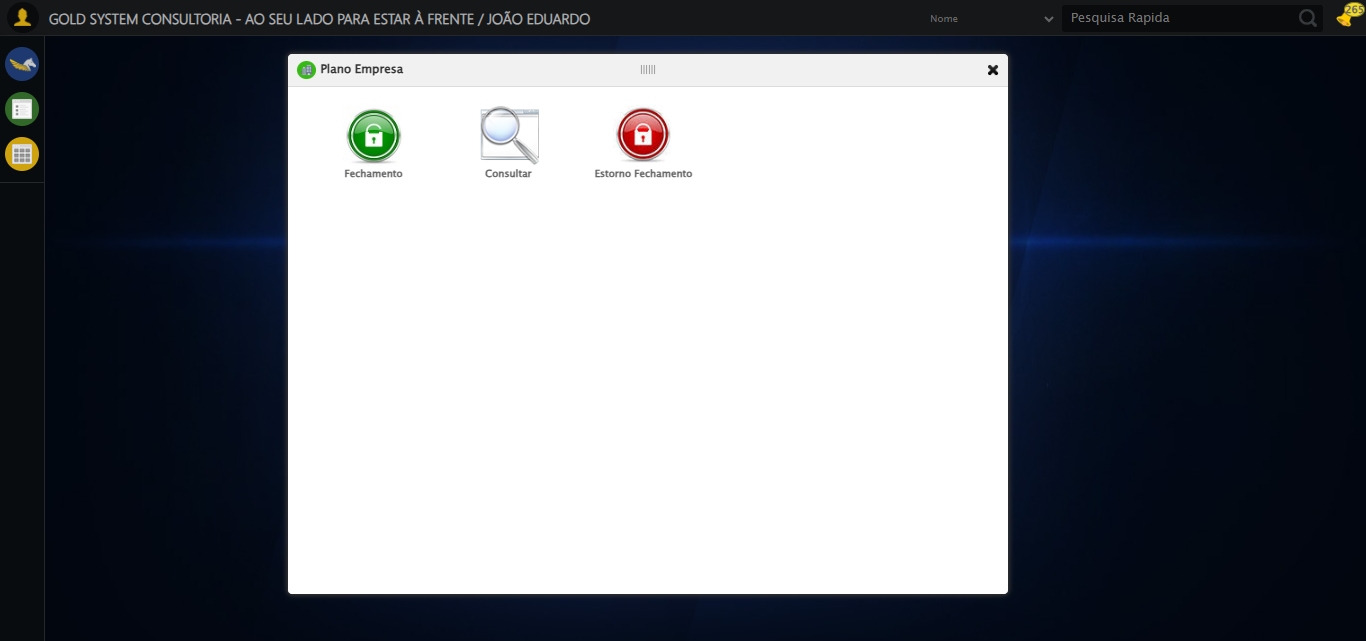 GOLD SYSTEM CONSULTORIA - AO SEU LADO PARA ESTAR À FRENTE / JOÃO EDUARDO
Nome
Pesquisa Rapida
265
Plano Empresa
Fechamento
Consultar
Estorno Fechamento